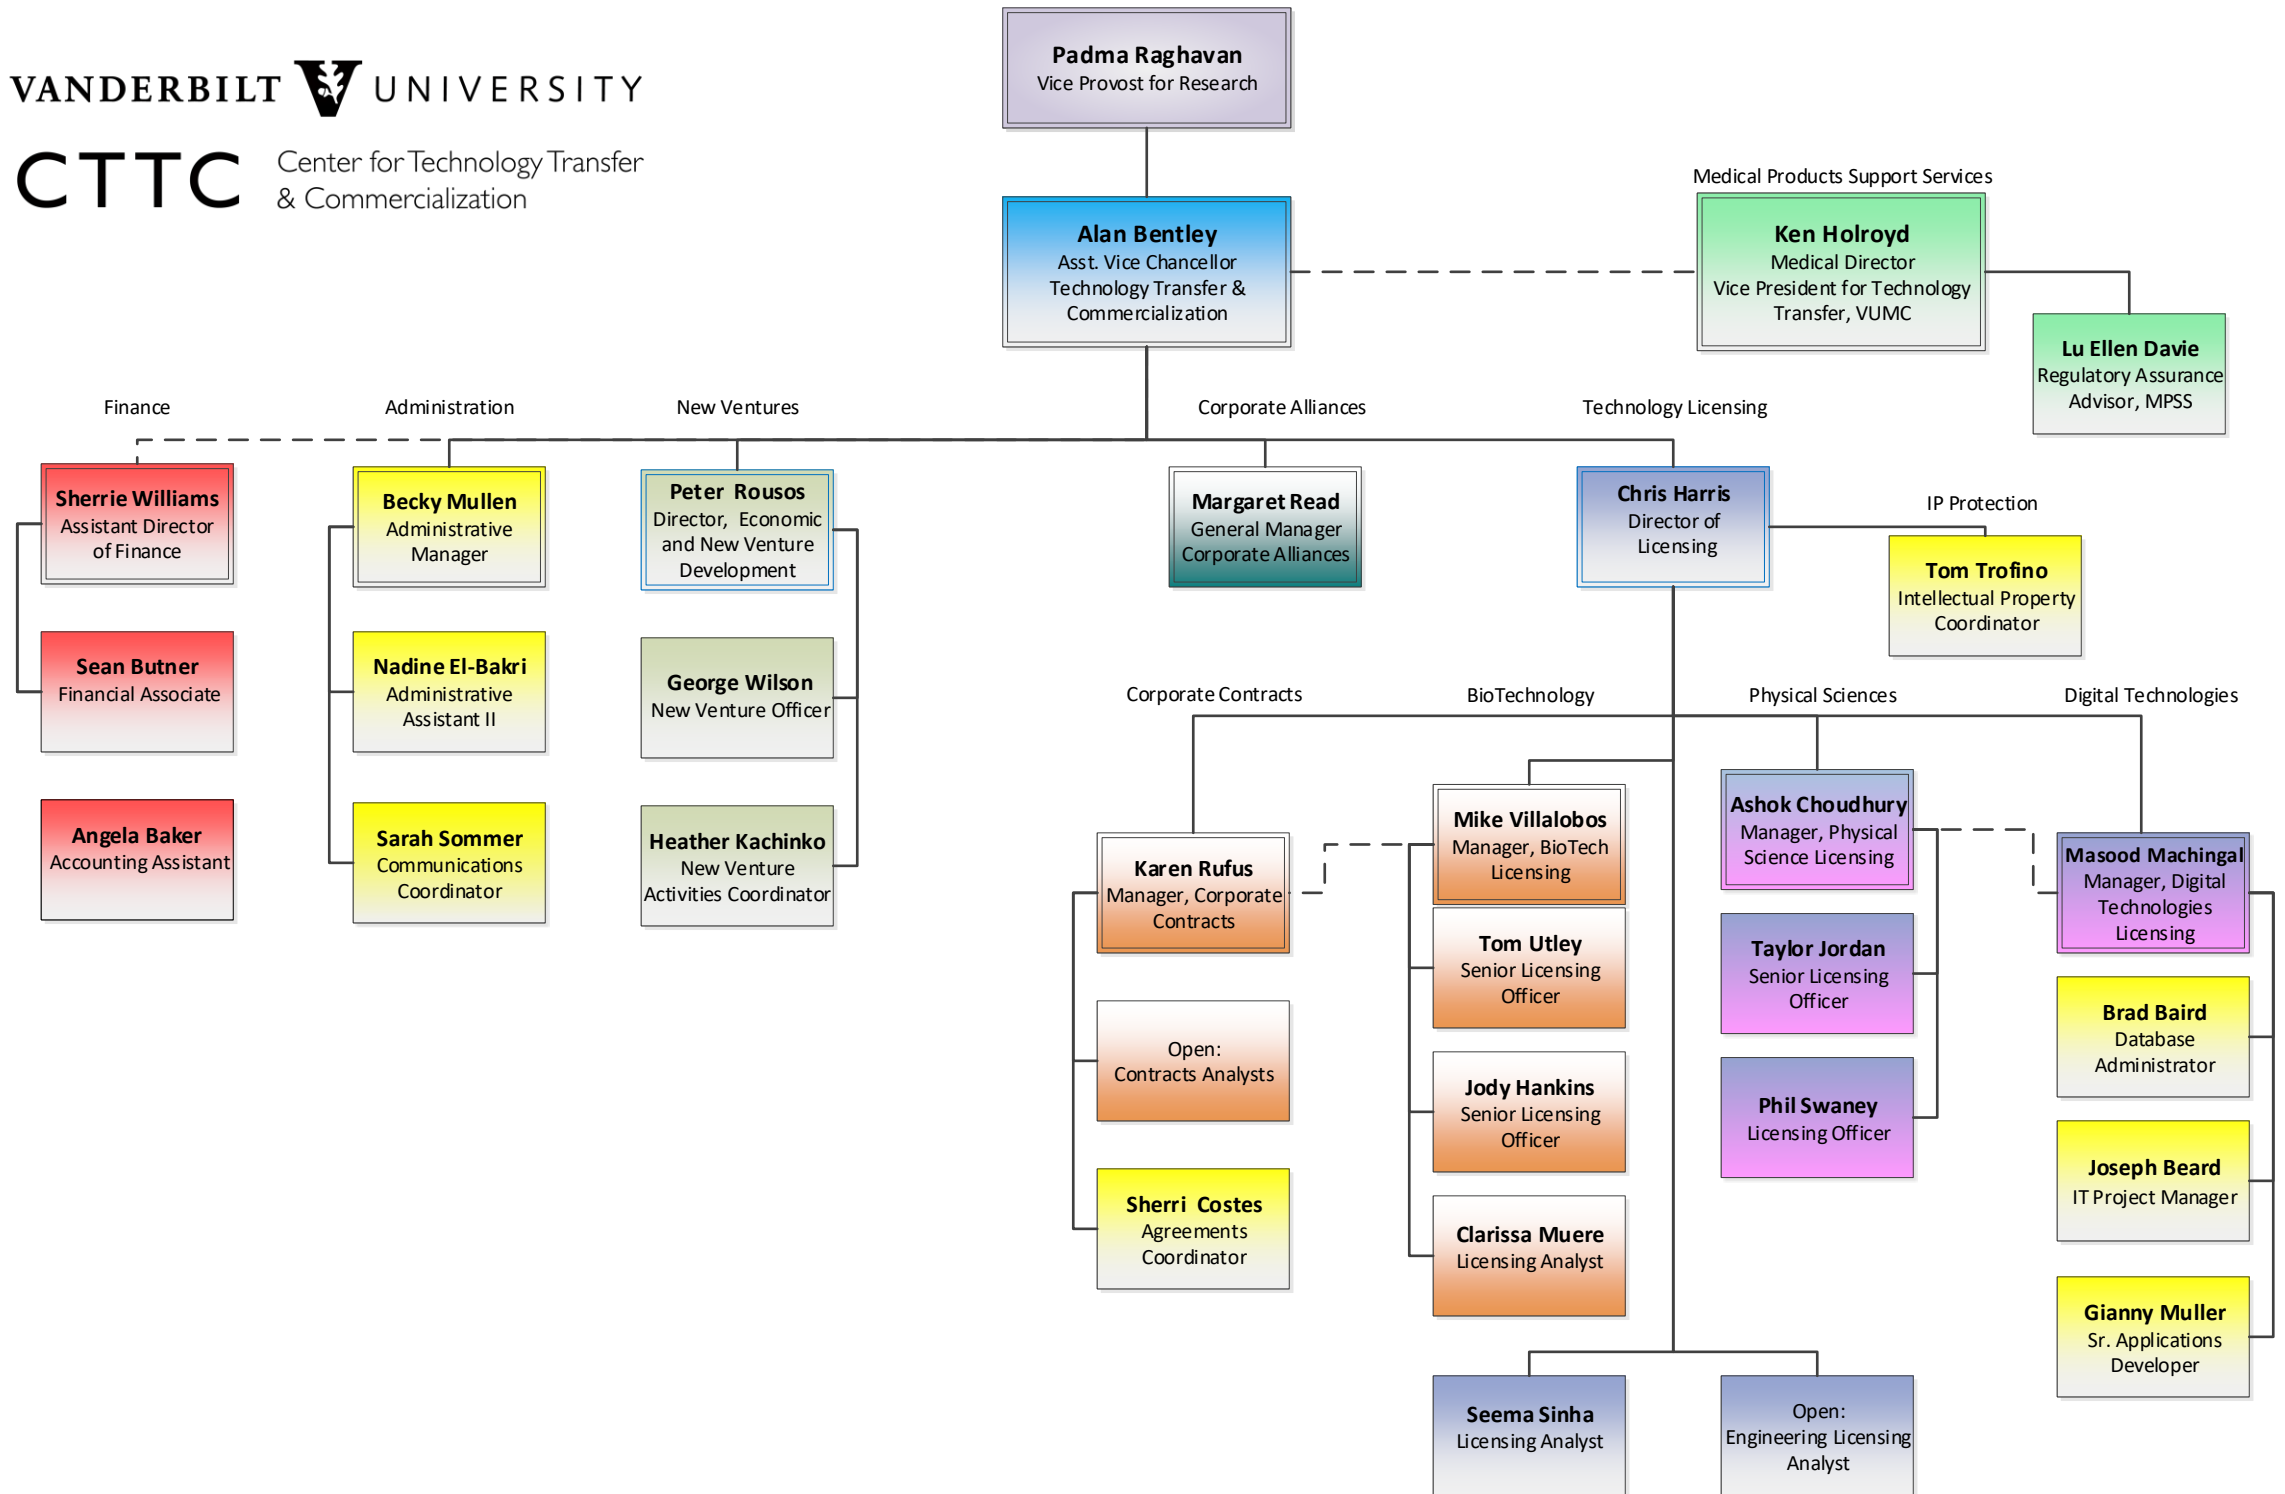 VANDERBILT UNIVERSITY
CTTC
Center for Technology Transfer
& Commercialization
Padma Raghavan
Vice Provost for Research
Alan Bentley
Asst. Vice Chancellor
Technology Transfer &
Commercialization
Medical Products Support Services
Ken Holroyd
Medical Director
Vice President for Technology
Transfer, VUMC
Lu Ellen Davie
Regulatory Assurance
Advisor, MPSS
Finance
Sherrie Williams
Assistant Director
of Finance
Sean Butner
Financial Associate
Angela Baker
Accounting Assistant
Administration
Becky Mullen
Administrative
Manager
Nadine El-Bakri
Administrative
Assistant II
Sarah Sommer
Communications
Coordinator
New Ventures
Peter Rousos
Director, Economic
and New Venture
Development
George Wilson
New Venture Officer
Heather Kachinko
New Venture
Activities Coordinator
Corporate Alliances
Margaret Read
General Manager
Corporate Alliances
Technology Licensing
Chris Harris
Director of
Licensing
IP Protection
Tom Trofino
Intellectual Property
Coordinator
Corporate Contracts
Karen Rufus
Manager, Corporate
Contracts
Open:
Contracts Analysts
Sherri Costes
Agreements
Coordinator
BioTechnology
Mike Villalobos
Manager, BioTech
Licensing
Tom Utley
Senior Licensing
Officer
Jody Hankins
Senior Licensing
Officer
Clarissa Muere
Licensing Analyst
Physical Sciences
Ashok Choudhury
Manager, Physical
Science Licensing
Taylor Jordan
Senior Licensing
Officer
Phil Swaney
Licensing Officer
Digital Technologies
Masood Machingal
Manager, Digital
Technologies
Licensing
Brad Baird
Database
Administrator
Joseph Beard
IT Project Manager
Gianny Muller
Sr. Applications
Developer
Seema Sinha
Licensing Analyst
Open:
Engineering Licensing
Analyst